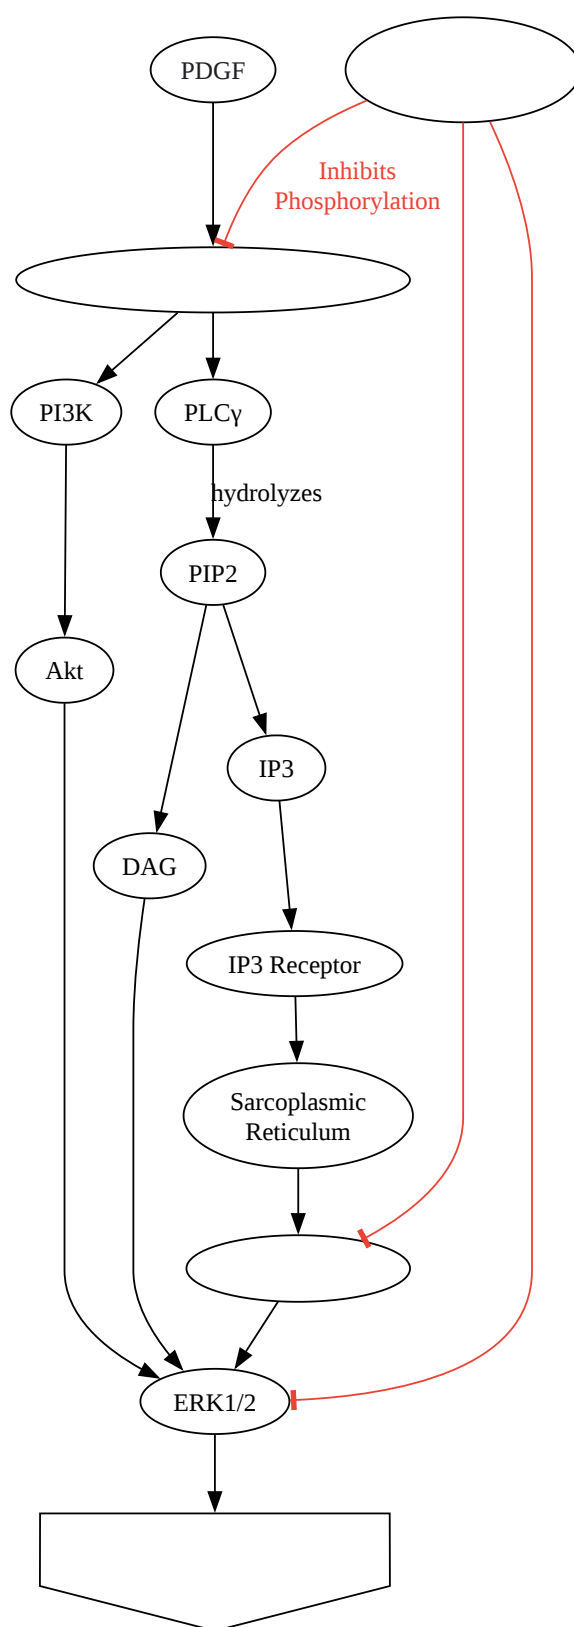 PDGF
Inhibits
Phosphorylation
PI3K
PLCγ
hydrolyzes
PIP2
Akt
IP3
DAG
IP3 Receptor
Sarcoplasmic
Reticulum
ERK1/2